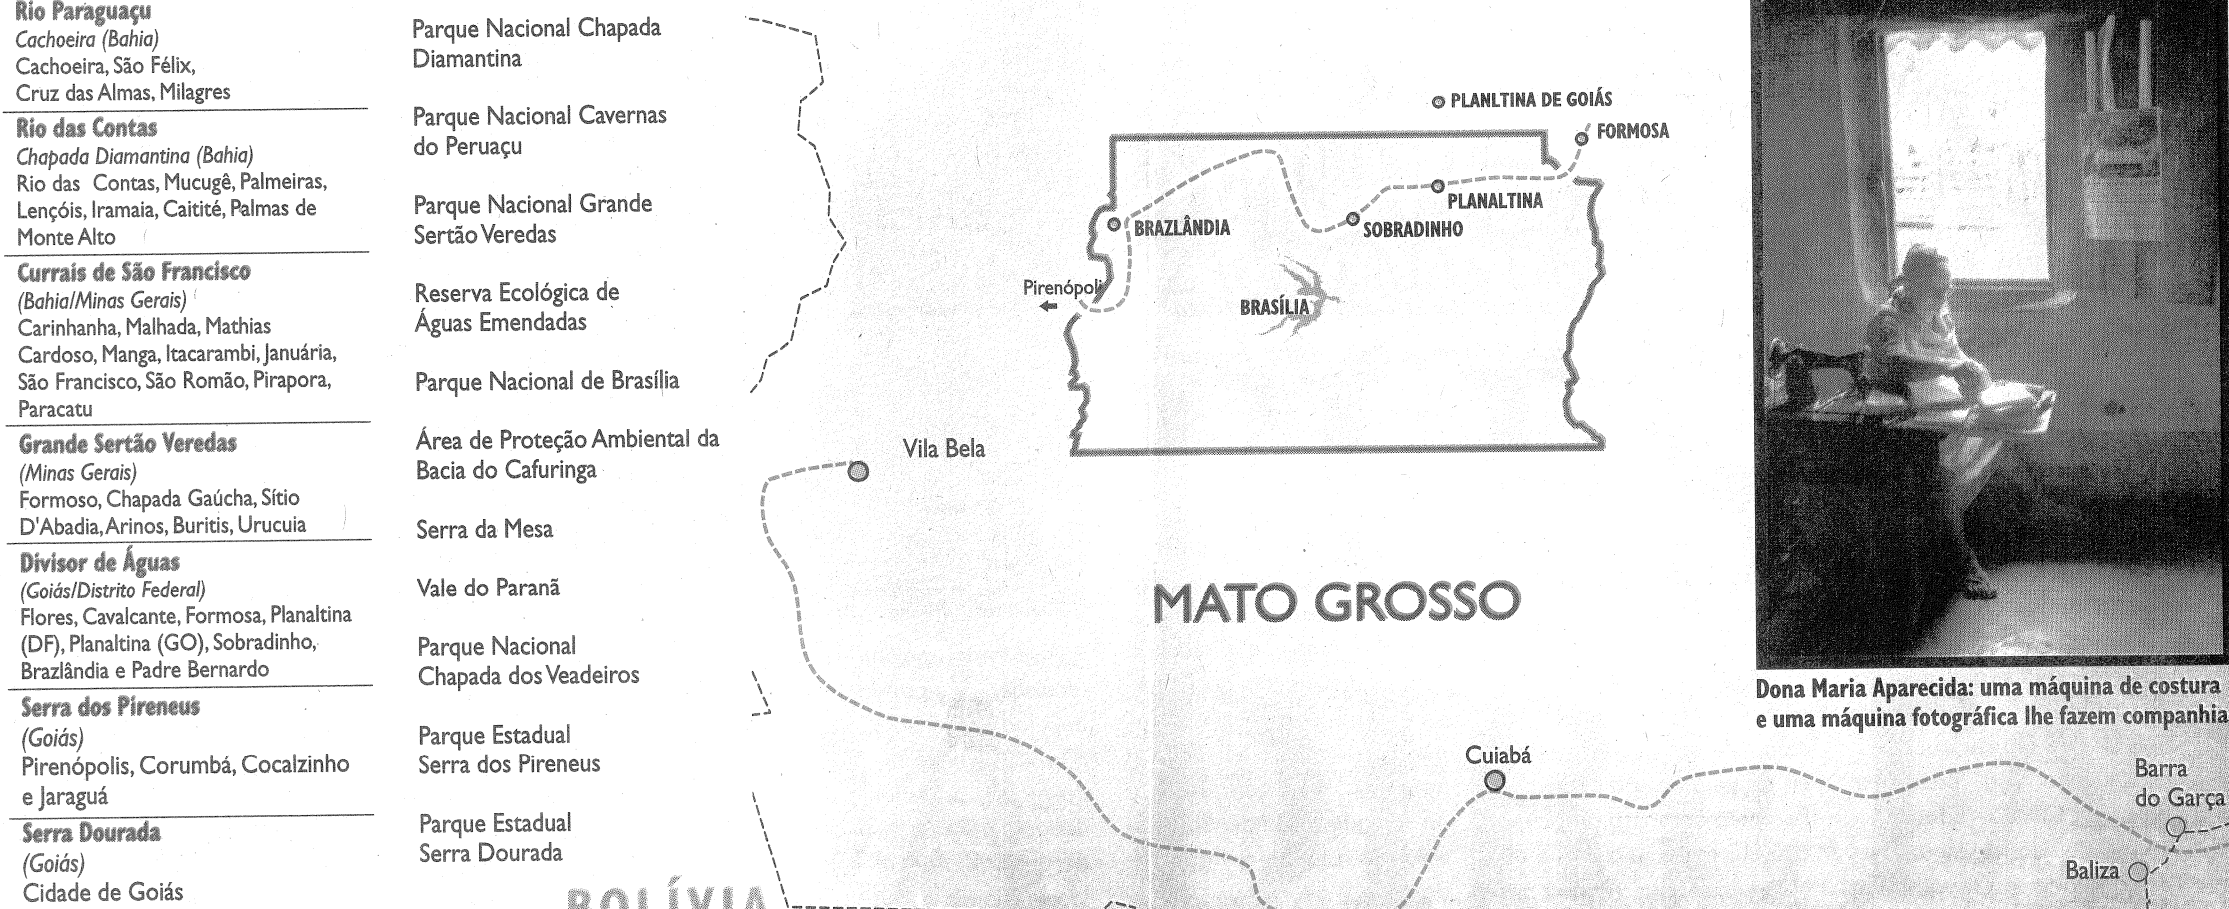 Rio Paraguaçu
Cachoeira (Bahia)
Cachoeira, São Félix,
Cruz das Almas, Milagres
Rio das Contas
Chapada Diamantina (Bahia)
Rio das Contas, Mucugê, Palmeiras,
Lençóis, Iramaia, Caitité, Palmas de
Monte Alto
Currais de São Francisco
(Bahia/Minas Gerais)
Carinhanha, Malhada, Mathias
Cardoso, Manga, Itacarambi, Januária,
São Francisco, São Romão, Pirapora,
Paracatu
Grande Sertão Veredas
(Minas Gerais)
Formoso, Chapada Gaúcha, Sítio
D'Abadia, Arinos, Buritis, Urucuia
Divisor de Águas
(Goiás/Distrito Federal)
Flores, Cavalcante, Formosa, Planaltina
(DF), Planaltina (GO), Sobradinho,
Brazlândia e Padre Bernardo
Serra dos Pireneus
(Goiás)
Pirenópolis, Corumbá, Cocalzinho
e Jaraguá
Serra Dourada
(Goiás)
Cidade de Goiás
Parque Nacional Chapada
Diamantina
Parque Nacional Cavernas
do Peruaçu
Parque Nacional Grande
Sertão Veredas
Reserva Ecológica de
Águas Emendadas
Parque Nacional de Brasília
Área de Proteção Ambiental da
Bacia do Cafuringa
Serra da Mesa
Vale do Paranã
Parque Nacional
Chapada dos Veadeiros
Parque Estadual
Serra dos Pireneus
Parque Estadual
Serra Dourada
BOLÍVIA
PLANLTINA DE GOIÁS
FORMOSA
PLANALTINA
SOBRADINHO
BRAZLÂNDIA
Pirenópoli
BRASÍLIA
Vila Bela
MATO GROSSO
Cuiabá
Dona Maria Aparecida: uma máquina de costura
e uma máquina fotográfica lhe fazem companhia
Barra
do Garça
Baliza